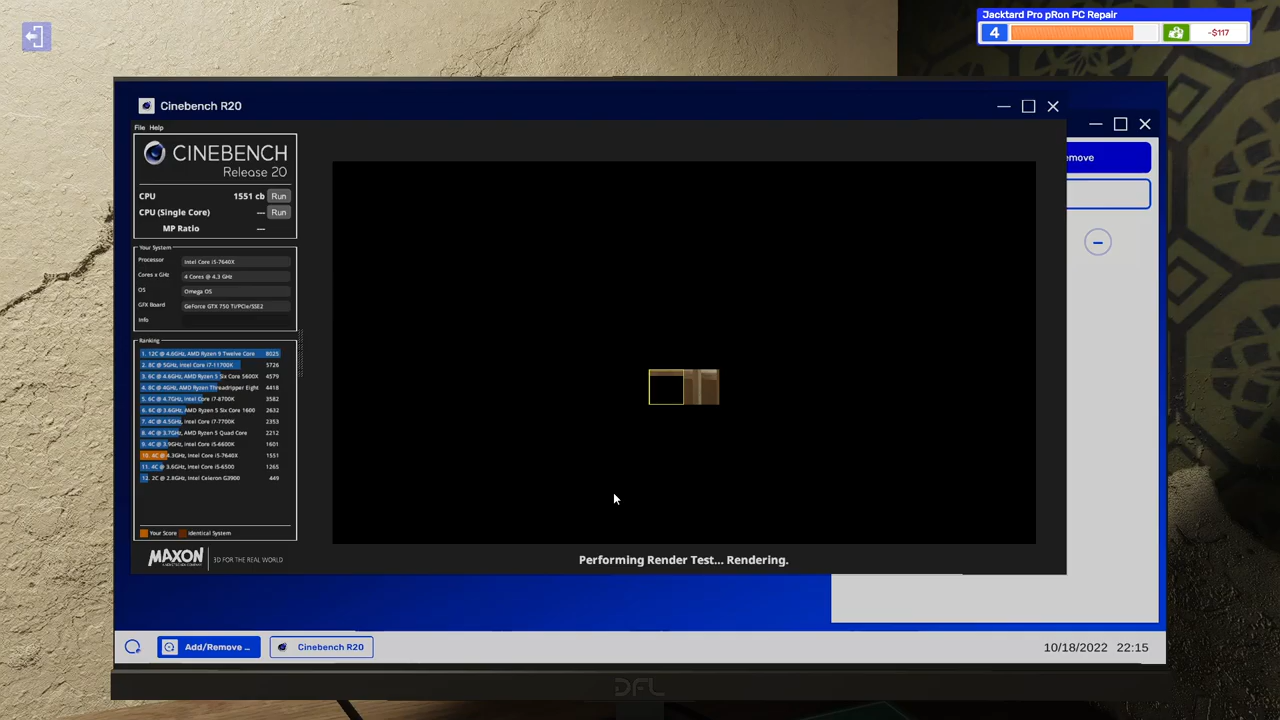 Jacktard Pro pRon PC Repair
4
-$117
Cinebench R20
File Help
CINEBENCH
Release 20
CPU 1551 cb Run
CPU (Single Core) --- Run
MP Ratio ---
Your System
Processor Intel Core i5-7640X
Cores x GHz 4 Cores @ 4.3 GHz
OS Omega OS
GFX Board GeForce GTX 750 Ti/PCIe/SSE2
Info
Ranking
1. 12C @ 4.6GHz, AMD Ryzen 9 Twelve Core 8025
2. 8C @ 5GHz, Intel Core i7-11700K 5726
3. 6C @ 4.6GHz, AMD Ryzen 5 Six Core 5600X 4579
4. 8C @ 4GHz, AMD Ryzen Threadripper Eight 4418
5. 6C @ 4.7GHz, Intel Core i7-8700K 3582
6. 6C @ 3.6GHz, AMD Ryzen 5 Six Core 1600 2632
7. 4C @ 4.5GHz, Intel Core i7-7700K 2353
8. 4C @ 3.7GHz, AMD Ryzen 5 Quad Core 2212
9. 4C @ 3.9GHz, Intel Core i5-6600K 1601
10. 4C @ 4.3GHz, Intel Core i5-7640X 1551
11. 4C @ 3.6GHz, Intel Core i5-6500 1265
12. 2C @ 2.8GHz, Intel Celeron G3900 449
Your Score Identical System
MAXON 3D FOR THE REAL WORLD
Performing Render Test... Rendering.
emove
Add/Remove ...
Cinebench R20
10/18/2022 22:15
DFL